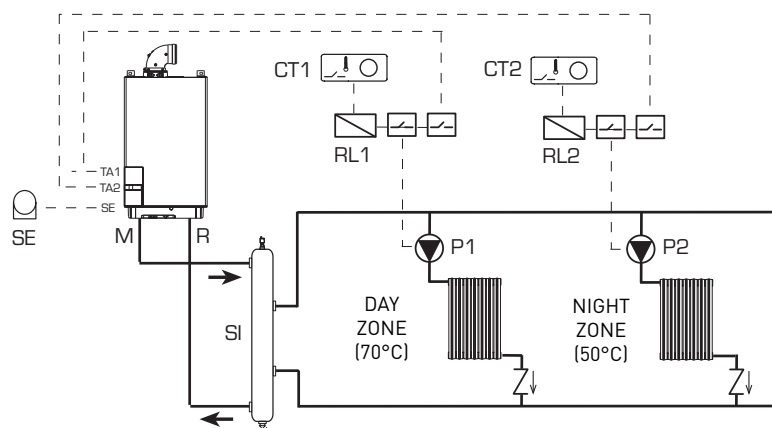 CT1
CT2
RL1
RL2
TA1
TA2
SE
SE
M
R
P1
P2
SI
DAY
ZONE
(70°C)
NIGHT
ZONE
(50°C)